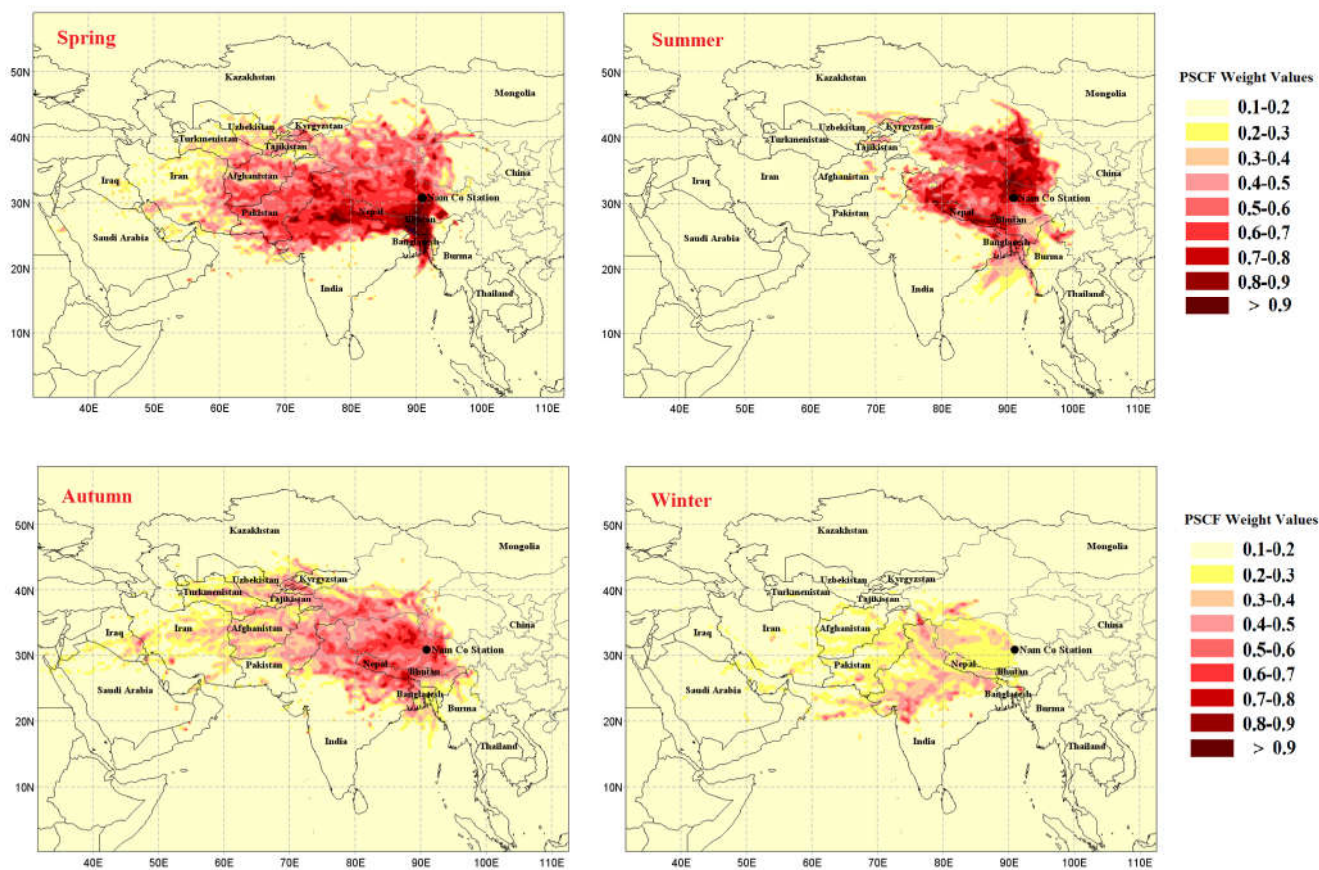 Spring
50N
40N
30N
20N
10N
40E 50E 60E 70E 80E 90E 100E 110E
Kazakhstan
Mongolia
Uzbekistan
Kyrgyzstan
Turkmenistan
Tajikistan
Iraq
Iran
Afghanistan
China
Nam Co Station
Pakistan
Nepal
Bhutan
Saudi Arabia
Bangladesh
Burma
India
Thailand
Summer
50N
40N
30N
20N
10N
40E 50E 60E 70E 80E 90E 100E 110E
Kazakhstan
Mongolia
Uzbekistan
Kyrgyzstan
Turkmenistan
Tajikistan
Iraq
Iran
Afghanistan
China
Nam Co Station
Pakistan
Nepal
Bhutan
Saudi Arabia
Bangladesh
Burma
India
Thailand
PSCF Weight Values
0.1-0.2
0.2-0.3
0.3-0.4
0.4-0.5
0.5-0.6
0.6-0.7
0.7-0.8
0.8-0.9
> 0.9
Autumn
50N
40N
30N
20N
10N
40E 50E 60E 70E 80E 90E 100E 110E
Kazakhstan
Mongolia
Uzbekistan
Kyrgyzstan
Turkmenistan
Tajikistan
Iraq
Iran
Afghanistan
China
Nam Co Station
Pakistan
Nepal
Bhutan
Saudi Arabia
Bangladesh
Burma
India
Thailand
Winter
50N
40N
30N
20N
10N
40E 50E 60E 70E 80E 90E 100E 110E
Kazakhstan
Mongolia
Uzbekistan
Kyrgyzstan
Turkmenistan
Tajikistan
Iraq
Iran
Afghanistan
China
Nam Co Station
Pakistan
Nepal
Bhutan
Saudi Arabia
Bangladesh
Burma
India
Thailand
PSCF Weight Values
0.1-0.2
0.2-0.3
0.3-0.4
0.4-0.5
0.5-0.6
0.6-0.7
0.7-0.8
0.8-0.9
> 0.9